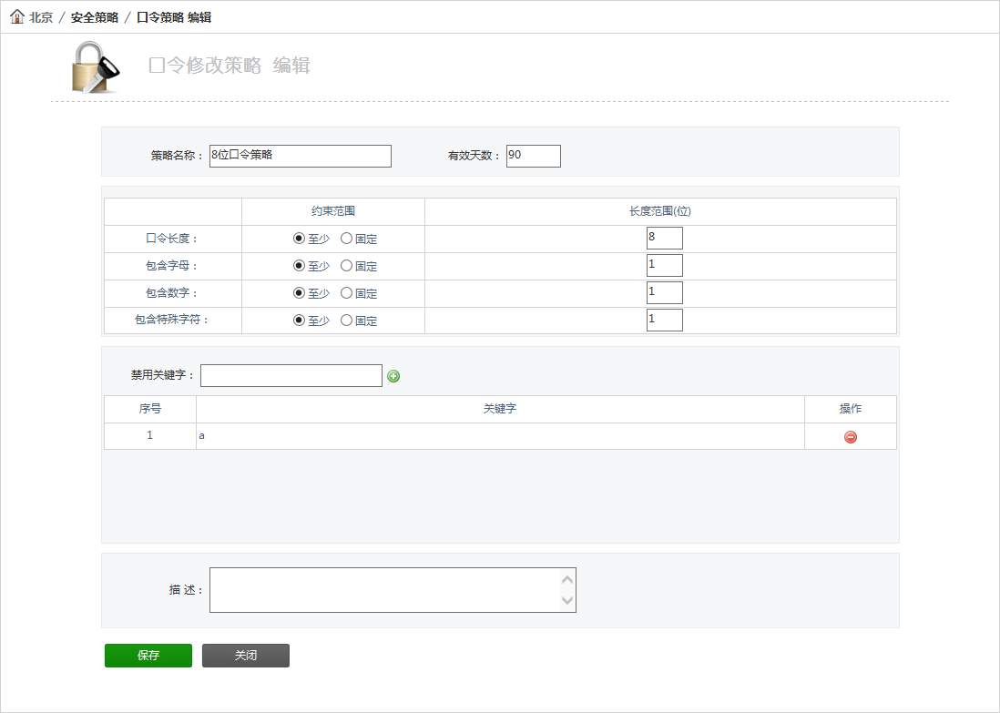 北京 / 安全策略 / 口令策略 编辑
口令修改策略 编辑
策略名称： 8位口令策略 有效天数： 90
约束范围 长度范围(位)
口令长度： 至少 固定 8
包含字母： 至少 固定 1
包含数字： 至少 固定 1
包含特殊字符： 至少 固定 1
禁用关键字：
序号 关键字 操作
1 a
描 述：
保存 关闭